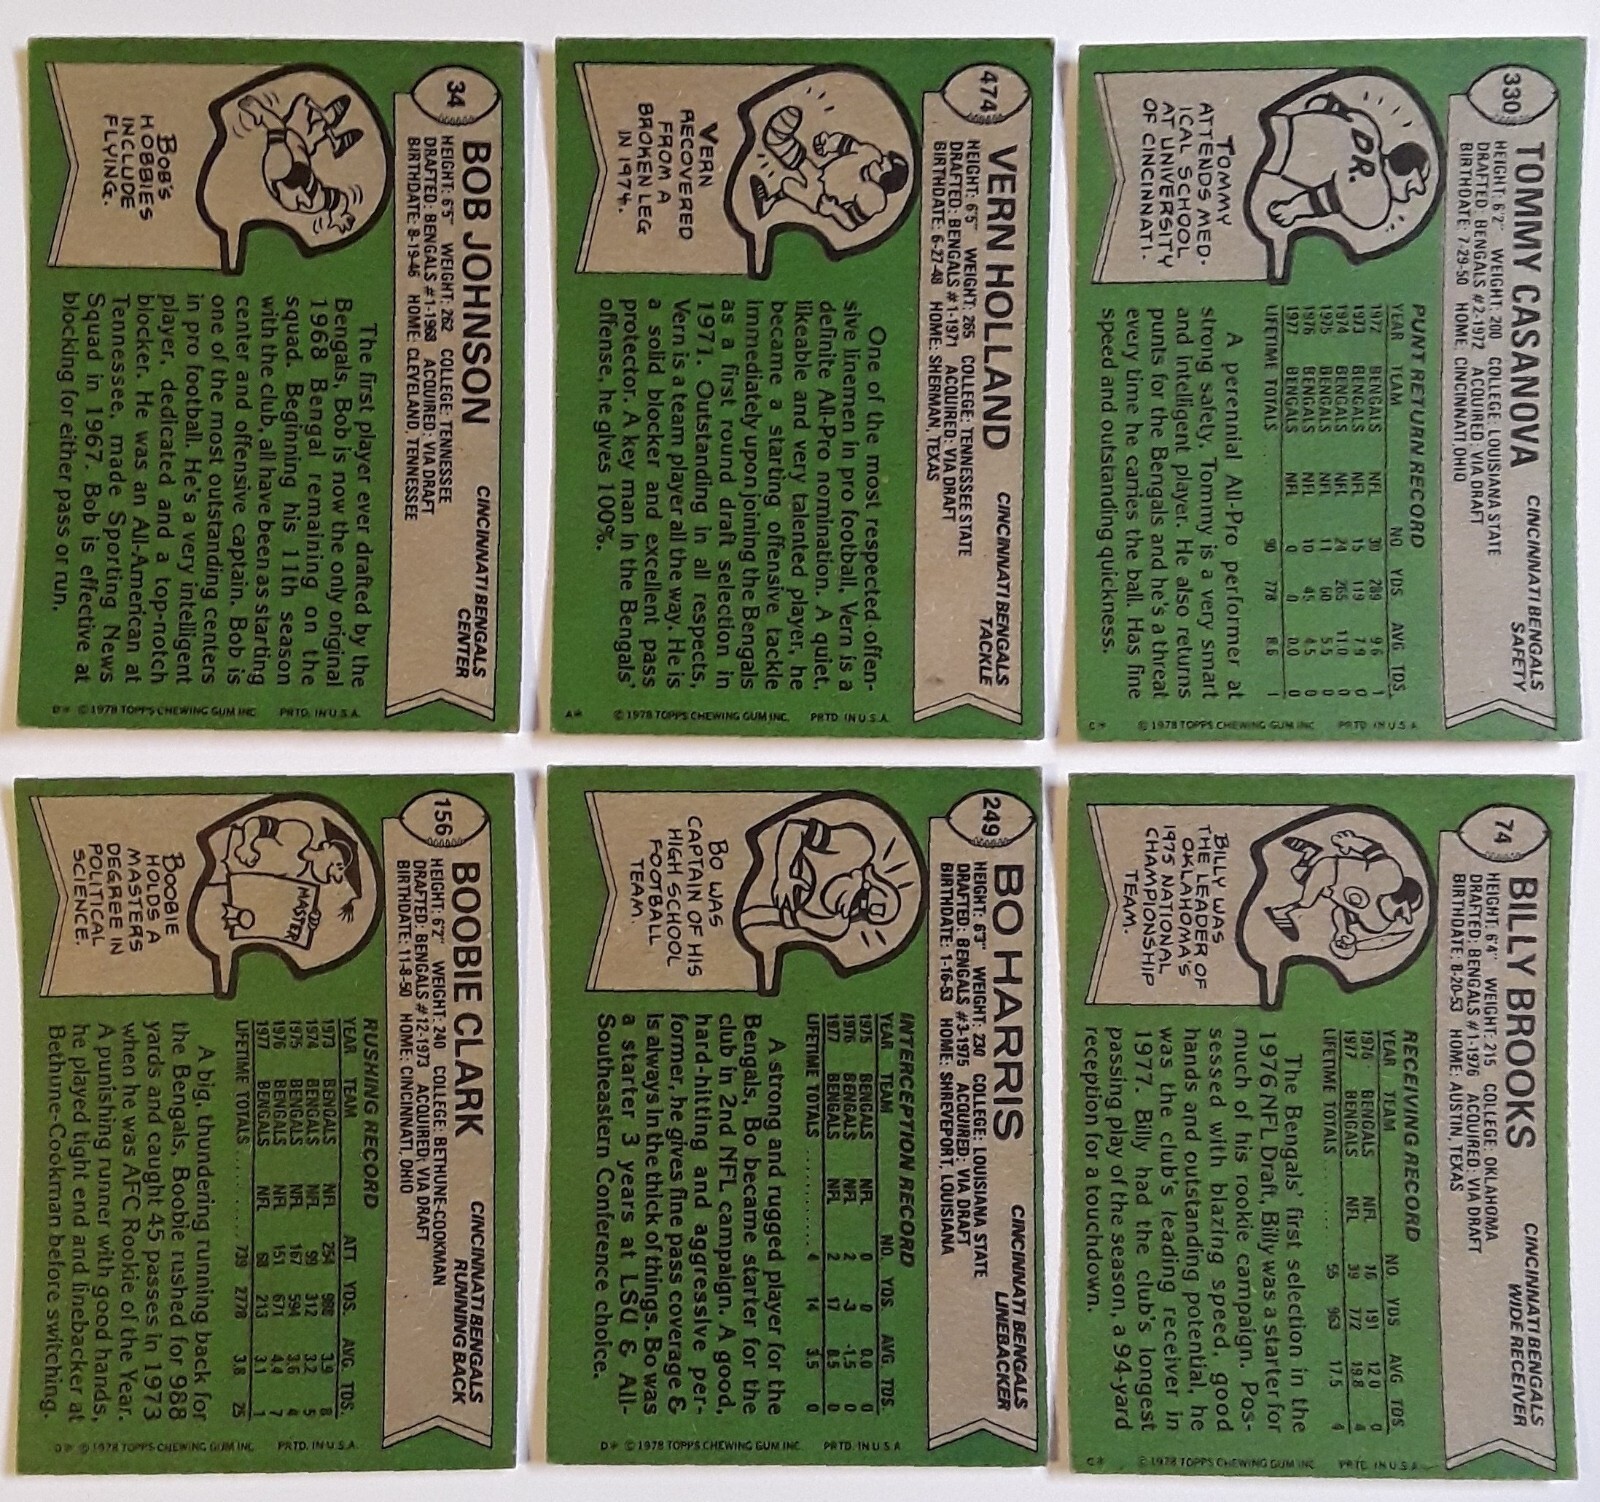 34
BOB JOHNSON
CINCINNATI BENGALS
CENTER
HEIGHT: 6'5" WEIGHT: 262 COLLEGE: TENNESSEE
DRAFTED: BENGALS #1-1968 ACQUIRED: VIA DRAFT
BIRTHDATE: 8-19-46 HOME: CLEVELAND, TENNESSEE
BOB'S
HOBBIES
INCLUDE
FLYING.
The first player ever drafted by the
Bengals, Bob is now the only original
1968 Bengal remaining on the
squad. Beginning his 11th season
with the club, all have been as starting
center and offensive captain. Bob is
one of the most outstanding centers
in pro football. He's a very intelligent
player, dedicated and a top-notch
blocker. He was an All-American at
Tennessee, made Sporting News
Squad in 1967. Bob is effective at
blocking for either pass or run.
© 1978 TOPPS CHEWING GUM INC. PRTD. IN U.S.A.
474
VERN HOLLAND
CINCINNATI BENGALS
TACKLE
HEIGHT: 6'5" WEIGHT: 265 COLLEGE: TENNESSEE STATE
DRAFTED: BENGALS #1-1971 ACQUIRED: VIA DRAFT
BIRTHDATE: 6-27-48 HOME: SHERMAN, TEXAS
VERN
RECOVERED
FROM A
BROKEN LEG
IN 1974.
One of the most respected offen-
sive linemen in pro football, Vern is a
definite All-Pro nomination. A quiet,
likeable and very talented player, he
became a starting offensive tackle
immediately upon joining the Bengals
as a first round draft selection in
1971. Outstanding in all respects,
Vern is a team player all the way. He is
a solid blocker and excellent pass
protector. A key man in the Bengals'
offense, he gives 100%.
A* © 1978 TOPPS CHEWING GUM INC. PRTD. IN U.S.A.
330
TOMMY CASANOVA
CINCINNATI BENGALS
SAFETY
HEIGHT: 6'2" WEIGHT: 200 COLLEGE: LOUISIANA STATE
DRAFTED: BENGALS #2-1972 ACQUIRED: VIA DRAFT
BIRTHDATE: 7-29-50 HOME: CINCINNATI, OHIO
DR.
TOMMY
ATTENDS MED-
ICAL SCHOOL
AT UNIVERSITY
OF CINCINNATI.
PUNT RETURN RECORD
YEAR TEAM NO. YDS. AVG. TDS.
1972 BENGALS NFL 30 289 9.6 1
1973 BENGALS NFL 15 119 7.9 0
1974 BENGALS NFL 24 265 11.0 0
1975 BENGALS NFL 11 60 5.5 0
1976 BENGALS NFL 10 45 4.5 0
1977 BENGALS NFL 0 0 0.0 0
LIFETIME TOTALS 90 778 8.6 1
A perennial All-Pro performer at
strong safety, Tommy is a very smart
and intelligent player. He also returns
punts for the Bengals and he's a threat
every time he carries the ball. Has fine
speed and outstanding quickness.
C* © 1978 TOPPS CHEWING GUM INC. PRTD. IN U.S.A.
156
BOOBIE CLARK
CINCINNATI BENGALS
RUNNING BACK
HEIGHT: 6'2" WEIGHT: 240 COLLEGE: BETHUNE-COOKMAN
DRAFTED: BENGALS #12-1973 ACQUIRED: VIA DRAFT
BIRTHDATE: 11-8-50 HOME: CINCINNATI, OHIO
MASTER
BOOBIE
HOLDS A
MASTERS
DEGREE IN
POLITICAL
SCIENCE.
RUSHING RECORD
YEAR TEAM ATT. YDS. AVG. TDS.
1973 BENGALS NFL 254 988 3.9 8
1974 BENGALS NFL 99 312 3.2 5
1975 BENGALS NFL 167 594 3.6 4
1976 BENGALS NFL 151 671 4.4 7
1977 BENGALS NFL 68 213 3.1 1
LIFETIME TOTALS....... 739 2778 3.8 25
A big, thundering running back for
the Bengals, Boobie rushed for 988
yards and caught 45 passes in 1973
when he was AFC Rookie of the Year.
A punishing runner with good hands,
he played tight end and linebacker at
Bethune-Cookman before switching.
D* © 1978 TOPPS CHEWING GUM INC. PRTD. IN U.S.A.
249
BO HARRIS
CINCINNATI BENGALS
LINEBACKER
HEIGHT: 6'3" WEIGHT: 230 COLLEGE: LOUISIANA STATE
DRAFTED: BENGALS #3-1975 ACQUIRED: VIA DRAFT
BIRTHDATE: 1-16-53 HOME: SHREVEPORT, LOUISIANA
BO WAS
CAPTAIN OF HIS
HIGH SCHOOL
FOOTBALL
TEAM.
INTERCEPTION RECORD
YEAR TEAM NO. YDS. AVG. TDS.
1975 BENGALS NFL 0 0 0.0 0
1976 BENGALS NFL 2 -3 -1.5 0
1977 BENGALS NFL 2 17 8.5 0
LIFETIME TOTALS........ 4 14 3.5 0
A strong and rugged player for the
Bengals, Bo became starter for the
club in 2nd NFL campaign. A good,
hard-hitting and aggressive per-
former, he gives fine pass coverage &
is always in the thick of things. Bo was
a starter 3 years at LSU & All-
Southeastern Conference choice.
D* © 1978 TOPPS CHEWING GUM INC. PRTD. IN U.S.A.
74
BILLY BROOKS
CINCINNATI BENGALS
WIDE RECEIVER
HEIGHT: 6'4" WEIGHT: 215 COLLEGE: OKLAHOMA
DRAFTED: BENGALS #1-1976 ACQUIRED: VIA DRAFT
BIRTHDATE: 8-20-53 HOME: AUSTIN, TEXAS
BILLY WAS
THE LEADER OF
OKLAHOMA'S
1975 NATIONAL
CHAMPIONSHIP
TEAM.
RECEIVING RECORD
YEAR TEAM NO. YDS. AVG. TDS.
1976 BENGALS NFL 16 191 12.0 0
1977 BENGALS NFL 39 772 19.8 4
LIFETIME TOTALS..... 55 963 17.5 4
The Bengals' first selection in the
1976 NFL Draft, Billy was a starter for
much of his rookie campaign. Pos-
sessed with blazing speed, good
hands and outstanding potential, he
was the club's leading receiver in
1977. Billy had the club's longest
passing play of the season, a 94-yard
reception for a touchdown.
C* © 1978 TOPPS CHEWING GUM INC. PRTD. IN U.S.A.